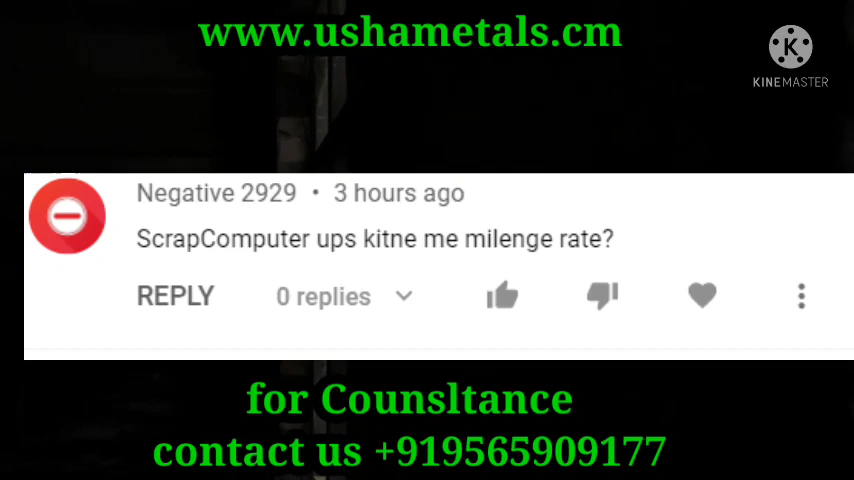 www.ushametals.cm
KINEMASTER
Negative 2929 • 3 hours ago
ScrapComputer ups kitne me milenge rate?
REPLY 0 replies
for Counsltance
contact us +919565909177